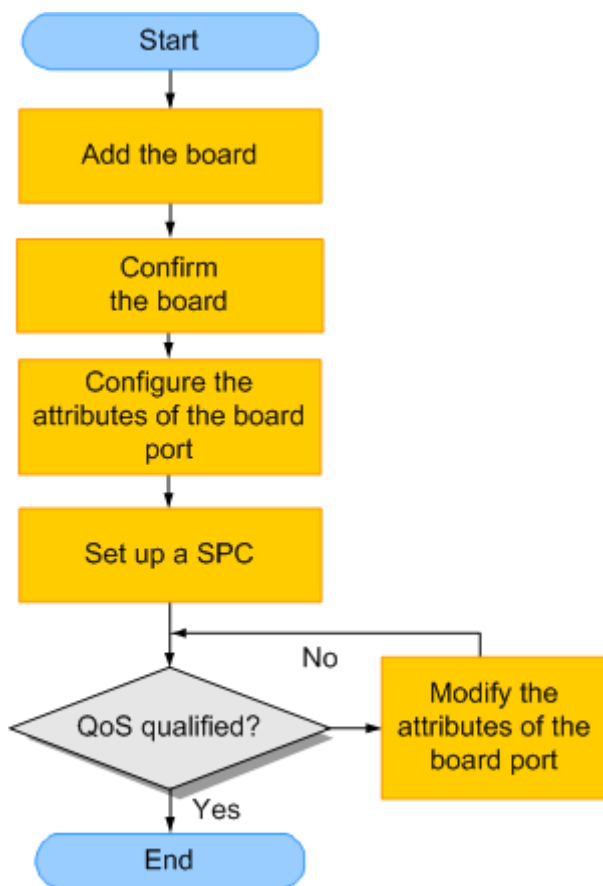 Start
Add the board
Confirm
the board
Configure the
attributes of the board
port
Set up a SPC
No
QoS qualified?
Modify the
attributes of the
board port
Yes
End